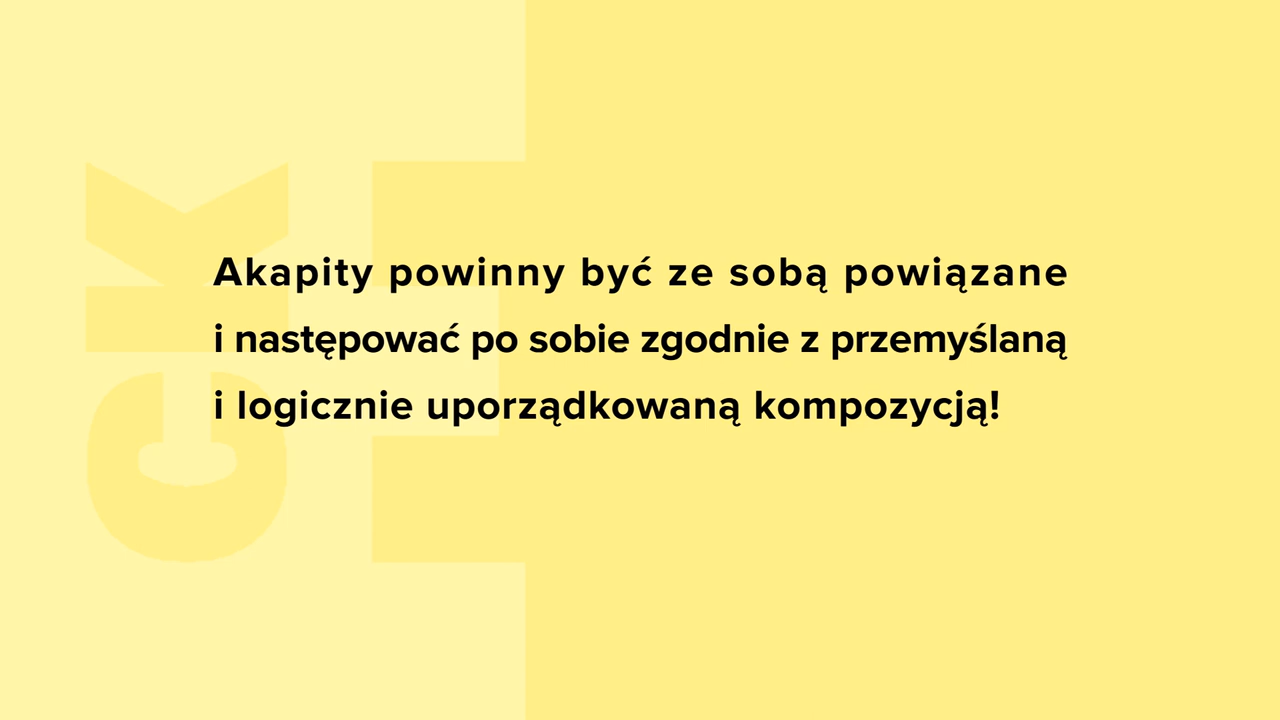 Akapity powinny być ze sobą powiązane
i następować po sobie zgodnie z przemyślaną
i logicznie uporządkowaną kompozycją!